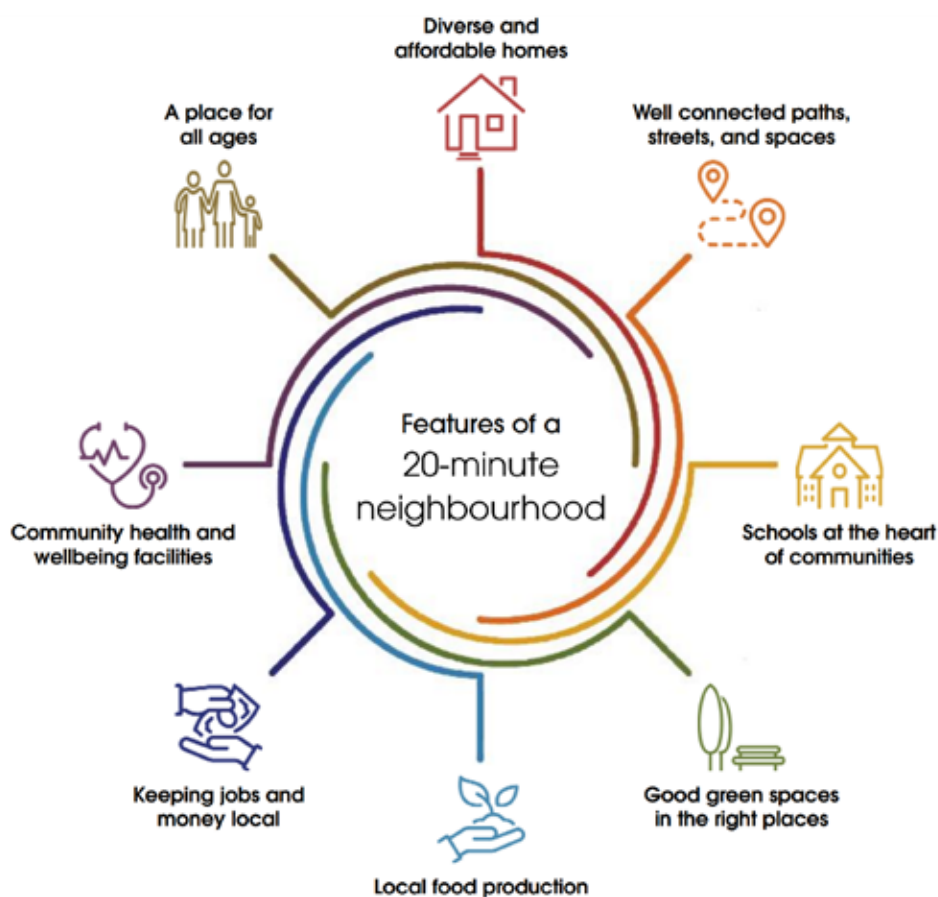 Diverse and
affordable homes
Well connected paths,
streets, and spaces
Schools at the heart
of communities
Good green spaces
in the right places
Local food production
Keeping jobs and
money local
Community health and
wellbeing facilities
A place for
all ages
Features of a
20-minute
neighbourhood